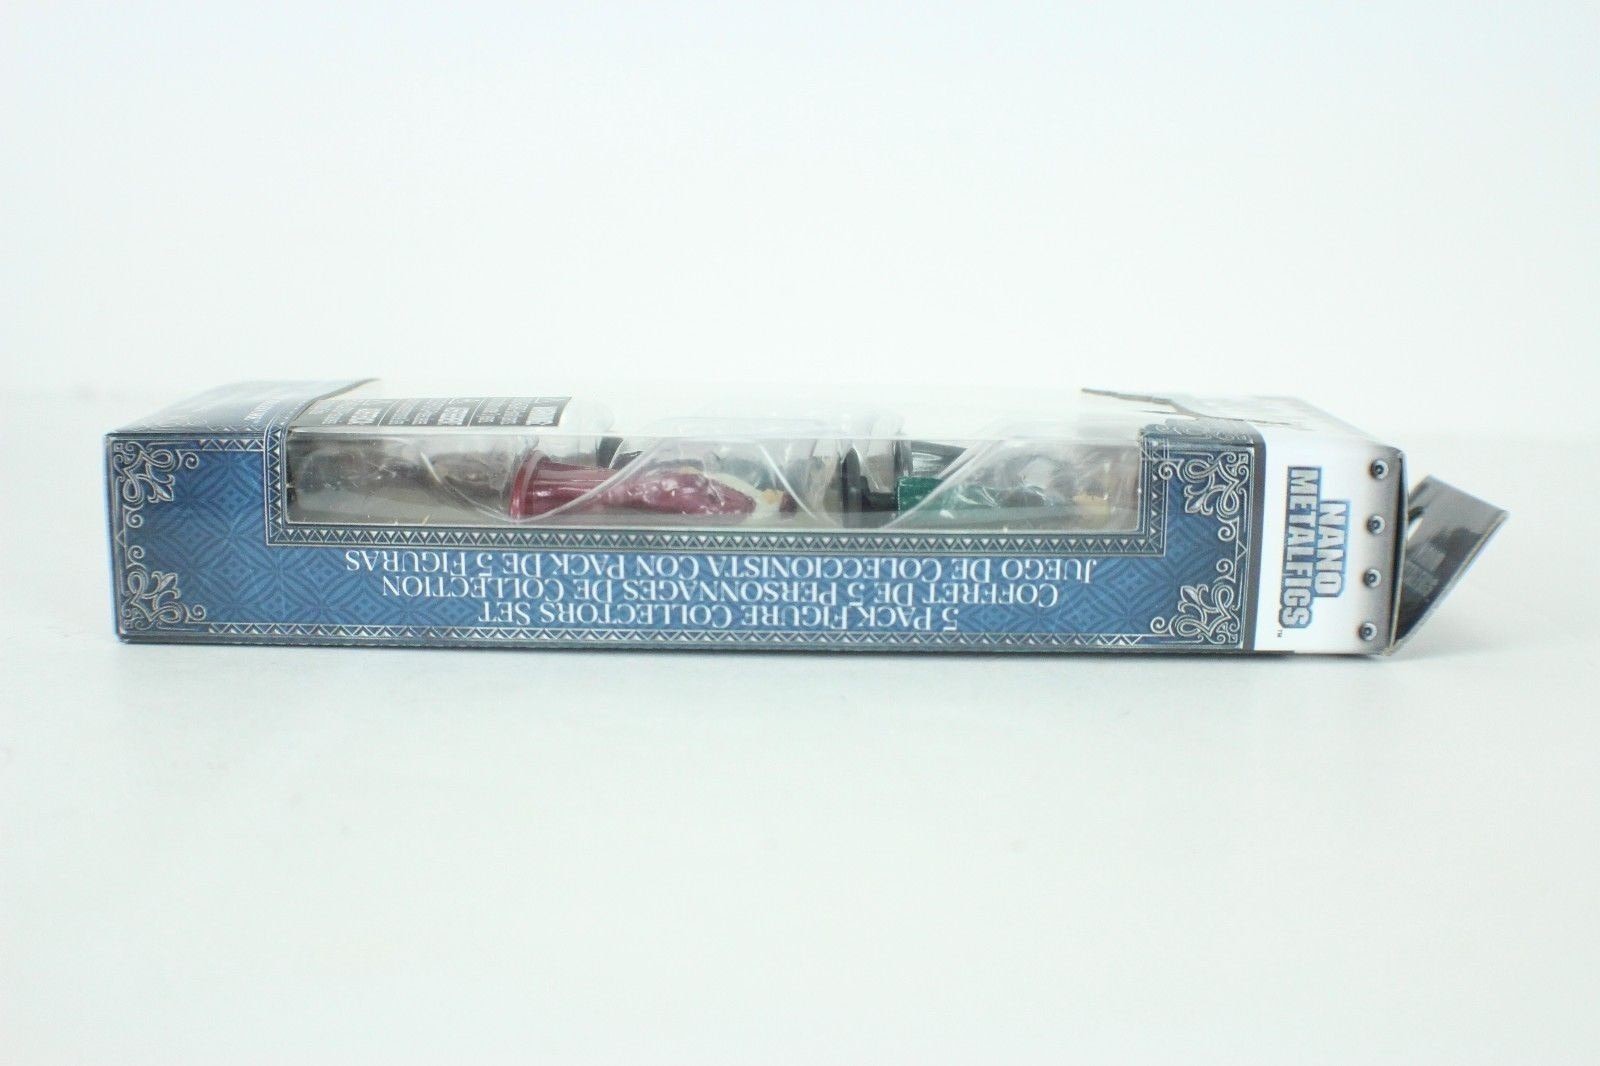 5 PACK FIGURE COLLECTORS SET
COFFRET DE 5 PERSONNAGES DE COLLECTION
JUEGO DE COLECCIONISTA CON PACK DE 5 FIGURAS
NANO
METALFIGS™